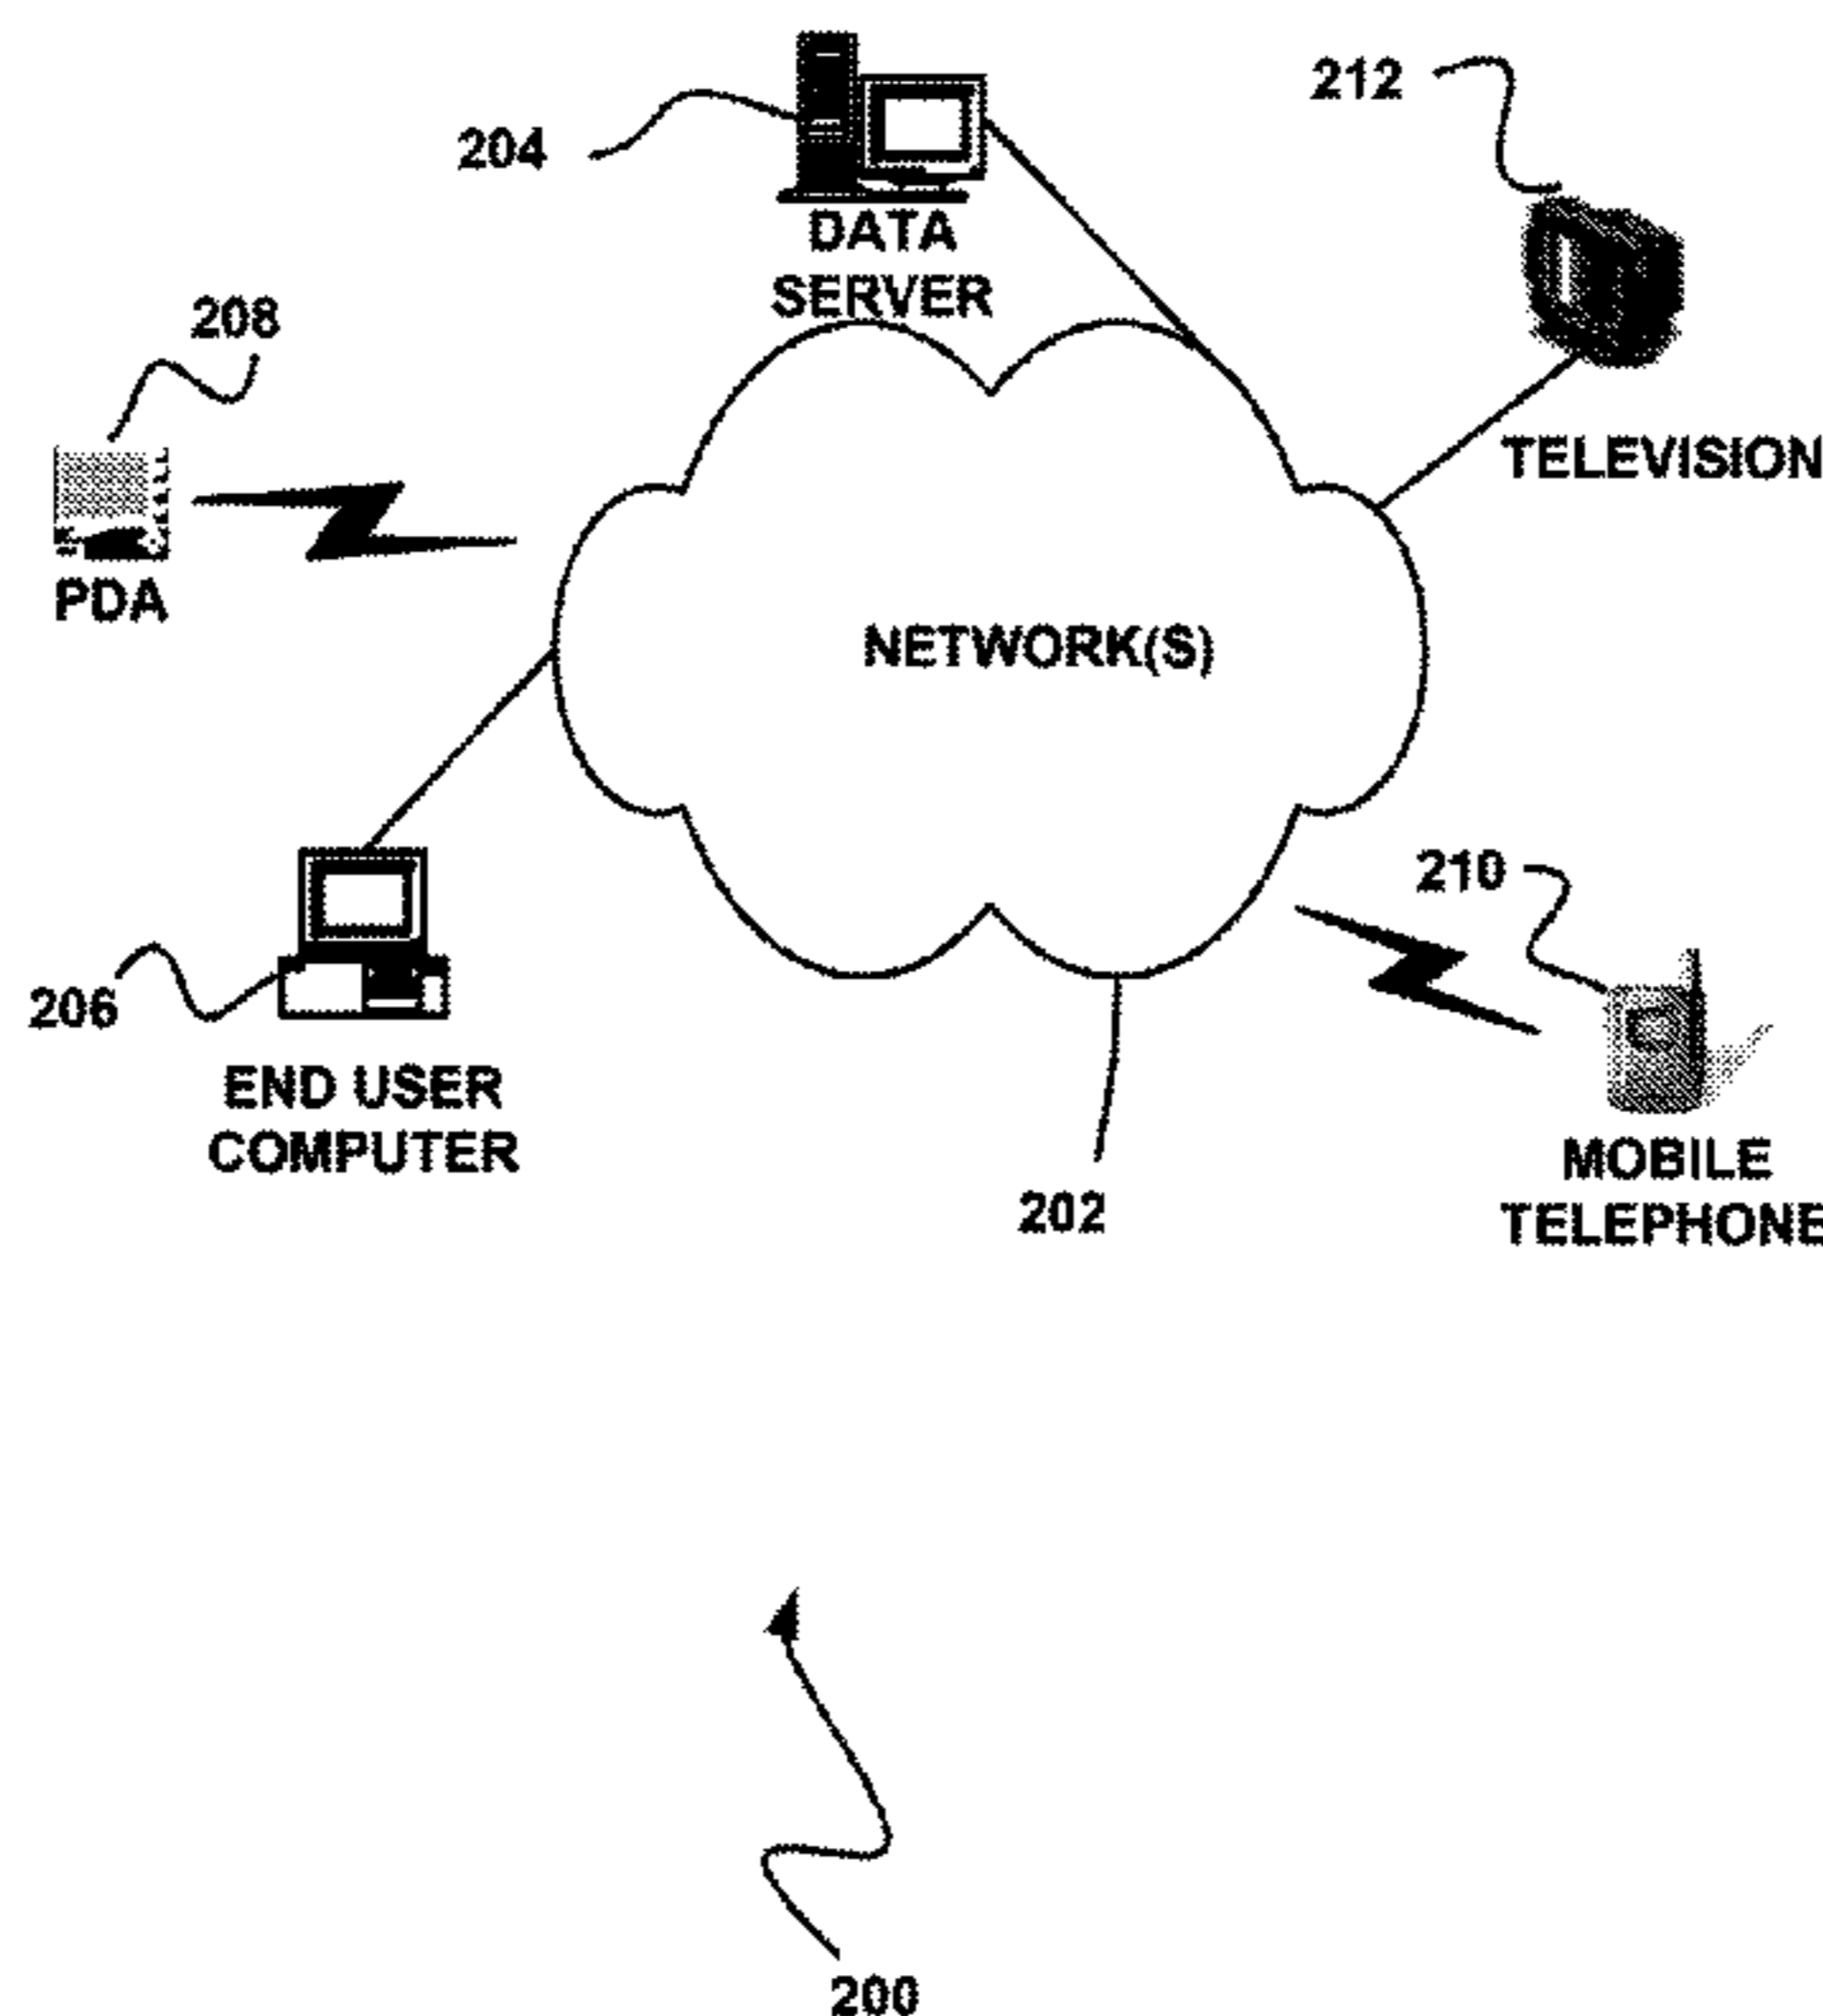 212
204
DATA
SERVER
208
TELEVISION
PDA
NETWORK(S)
210
206
END USER
COMPUTER
MOBILE
TELEPHONE
202
200